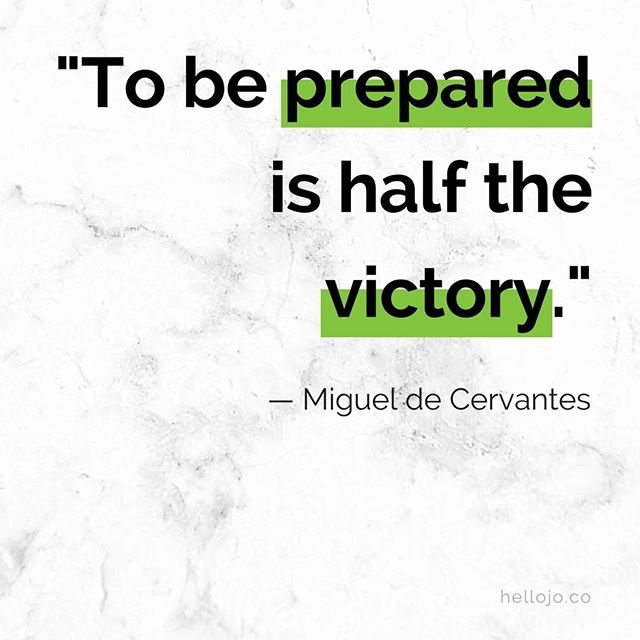 "To be prepared
is half the
victory."
— Miguel de Cervantes
hellojo.co